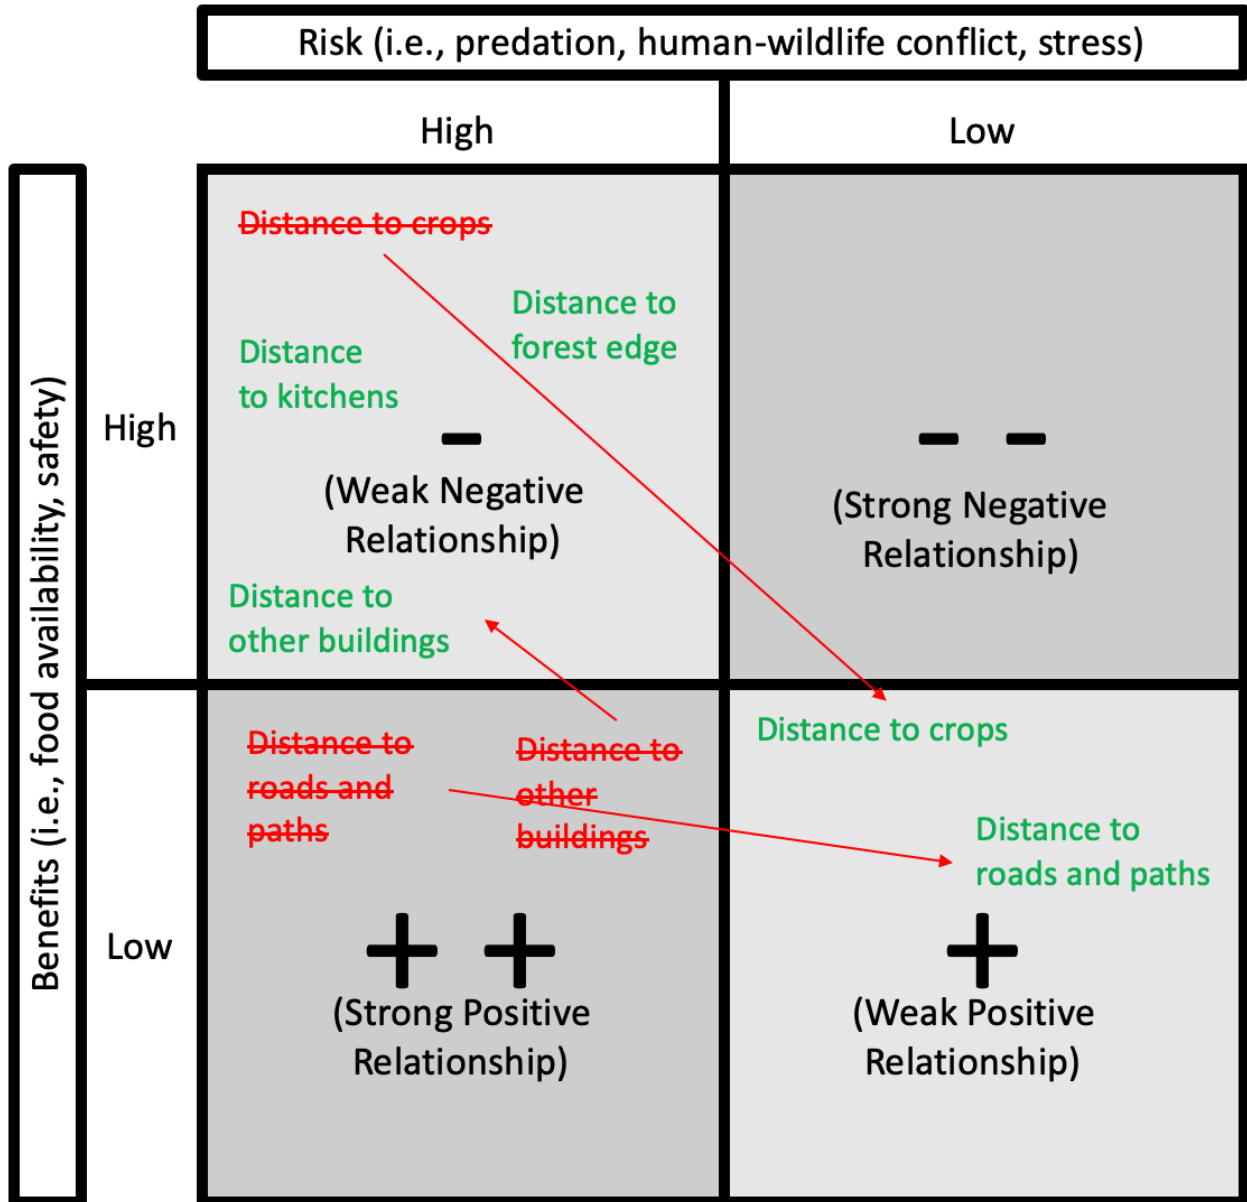 Risk (i.e., predation, human-wildlife conflict, stress)
High
Low
Benefits (i.e., food availability, safety)
High
Distance to crops
Distance to
forest edge
Distance
to kitchens
-
(Weak Negative
Relationship)
Distance to
other buildings
- -
(Strong Negative
Relationship)
Low
Distance to
roads and
paths
Distance to
other
buildings
+ +
(Strong Positive
Relationship)
Distance to crops
Distance to
roads and paths
+
(Weak Positive
Relationship)